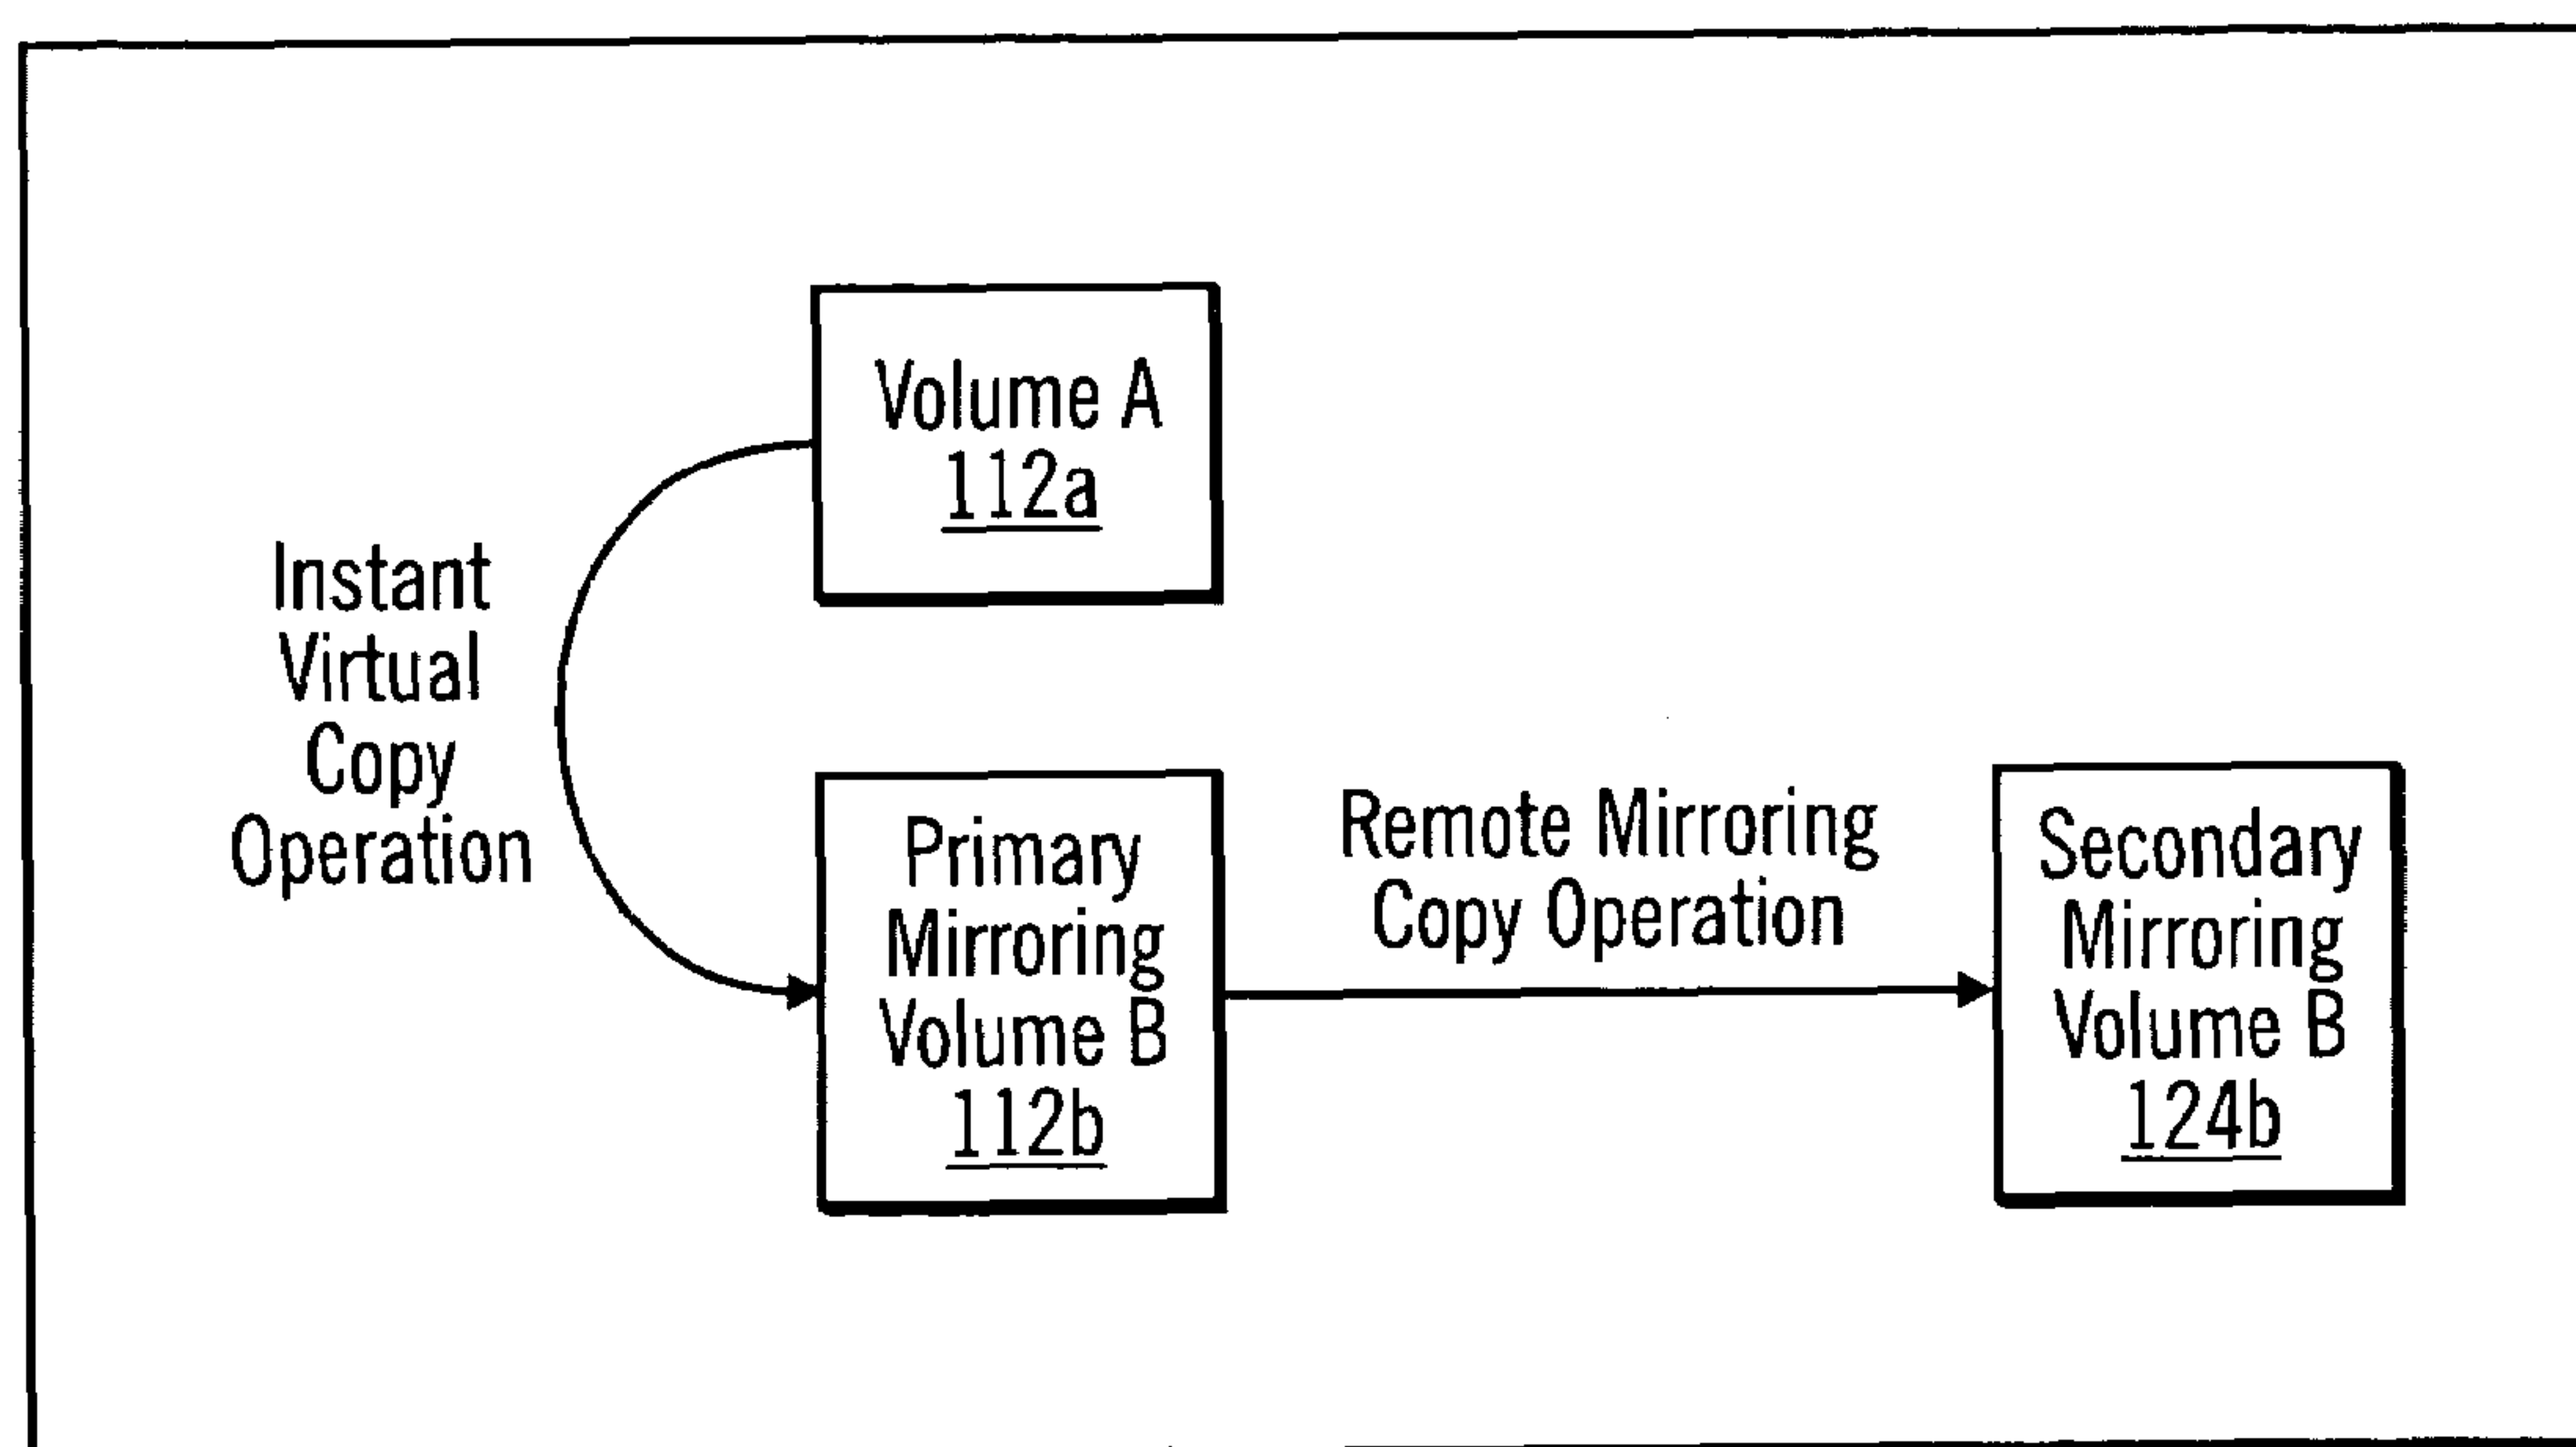 Volume A
112a
Instant
Virtual
Copy
Operation
Primary
Mirroring
Volume B
112b
Remote Mirroring
Copy Operation
Secondary
Mirroring
Volume B
124b